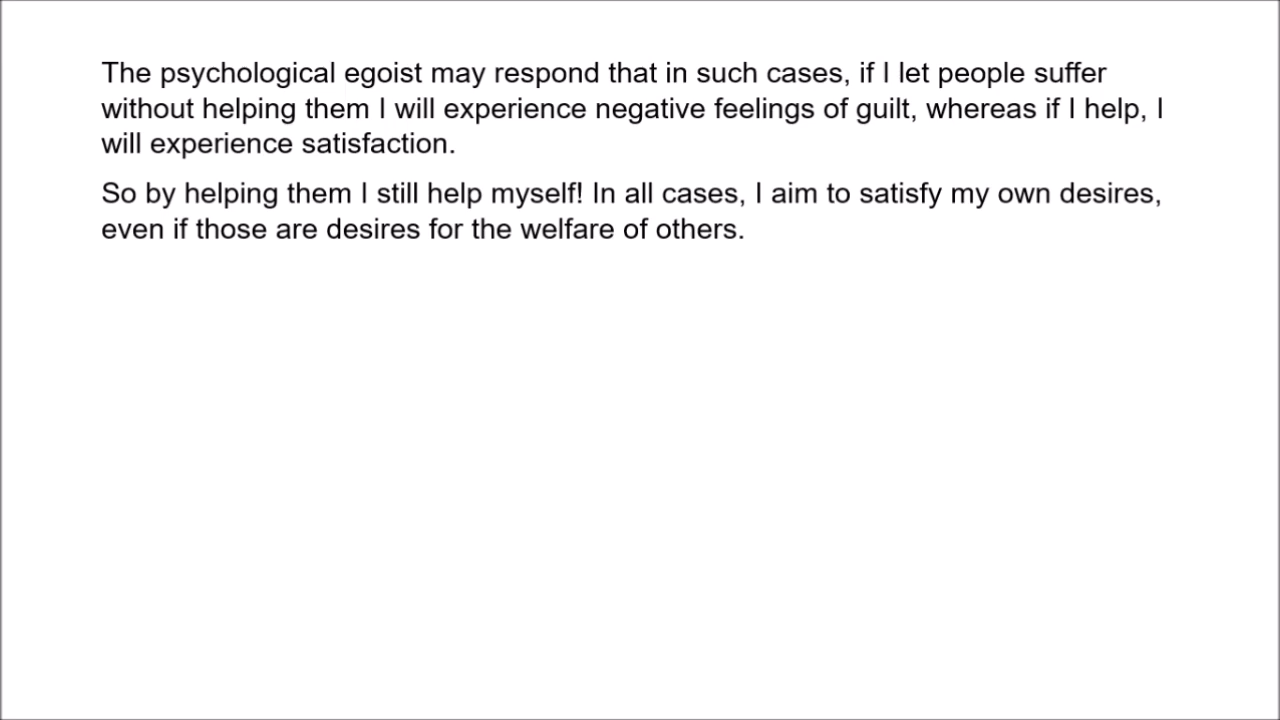 The psychological egoist may respond that in such cases, if I let people suffer
without helping them I will experience negative feelings of guilt, whereas if I help, I
will experience satisfaction.
So by helping them I still help myself! In all cases, I aim to satisfy my own desires,
even if those are desires for the welfare of others.